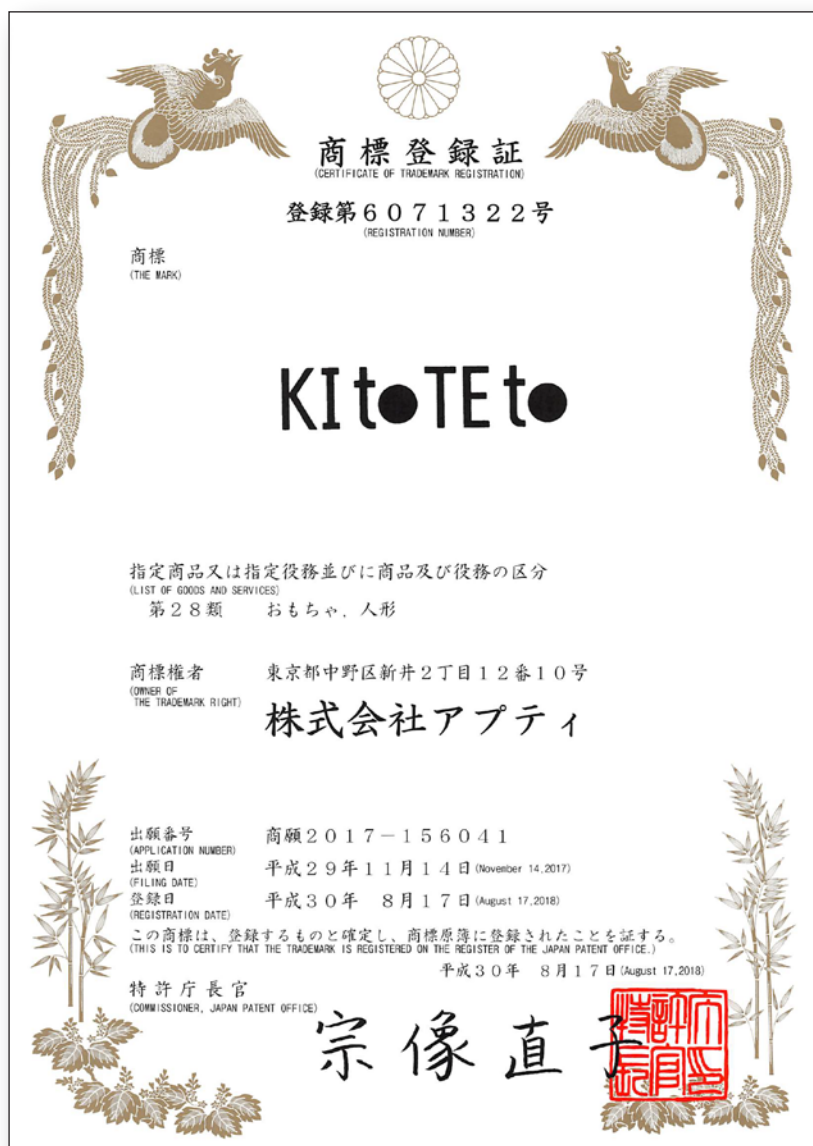 商標登録証
(CERTIFICATE OF TRADEMARK REGISTRATION)
登録第6071322号
(REGISTRATION NUMBER)
商標
(THE MARK)
KItoTEto
指定商品又は指定役務並びに商品及び役務の区分
(LIST OF GOODS AND SERVICES)
第28類 おもちゃ,人形
商標権者 東京都中野区新井2丁目12番10号
(OWNER OF
THE TRADEMARK RIGHT)
株式会社アプティ
出願番号 商願2017-156041
(APPLICATION NUMBER)
出願日 平成29年11月14日(November 14,2017)
(FILING DATE)
登録日 平成30年 8月17日(August 17,2018)
(REGISTRATION DATE)
この商標は、登録するものと確定し、商標原簿に登録されたことを証する。
(THIS IS TO CERTIFY THAT THE TRADEMARK IS REGISTERED ON THE REGISTER OF THE JAPAN PATENT OFFICE.)
平成30年 8月17日(August 17,2018)
特許庁長官
(COMMISSIONER, JAPAN PATENT OFFICE)
宗像直子